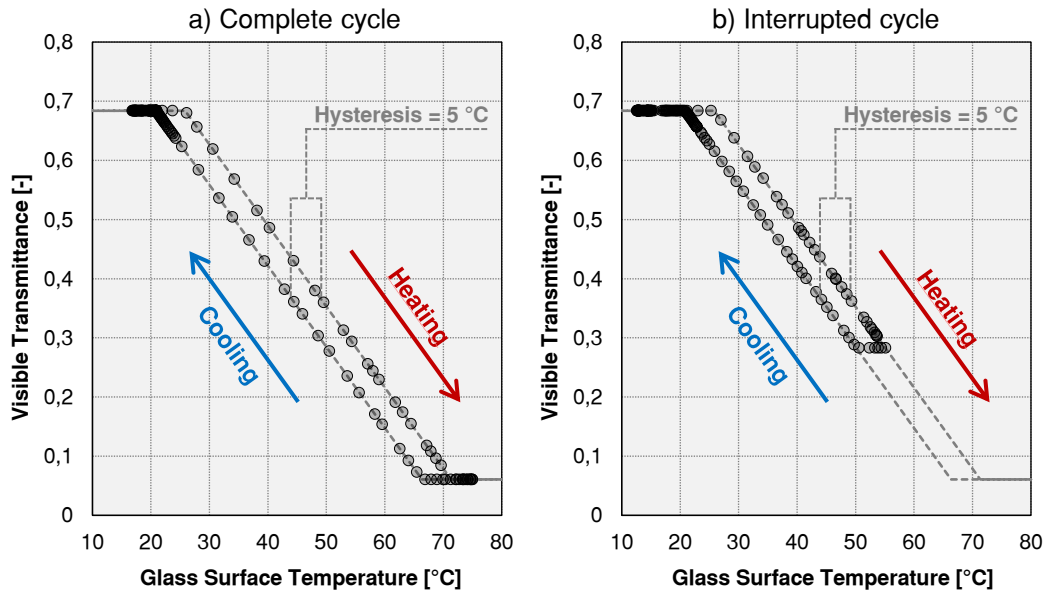 a) Complete cycle
Visible Transmittance [-]
0,8
0,7
0,6
0,5
0,4
0,3
0,2
0,1
0
Hysteresis = 5 °C
Cooling
Heating
10 20 30 40 50 60 70 80
Glass Surface Temperature [°C]
b) Interrupted cycle
Visible Transmittance [-]
0,8
0,7
0,6
0,5
0,4
0,3
0,2
0,1
0
Hysteresis = 5 °C
Cooling
Heating
10 20 30 40 50 60 70 80
Glass Surface Temperature [°C]